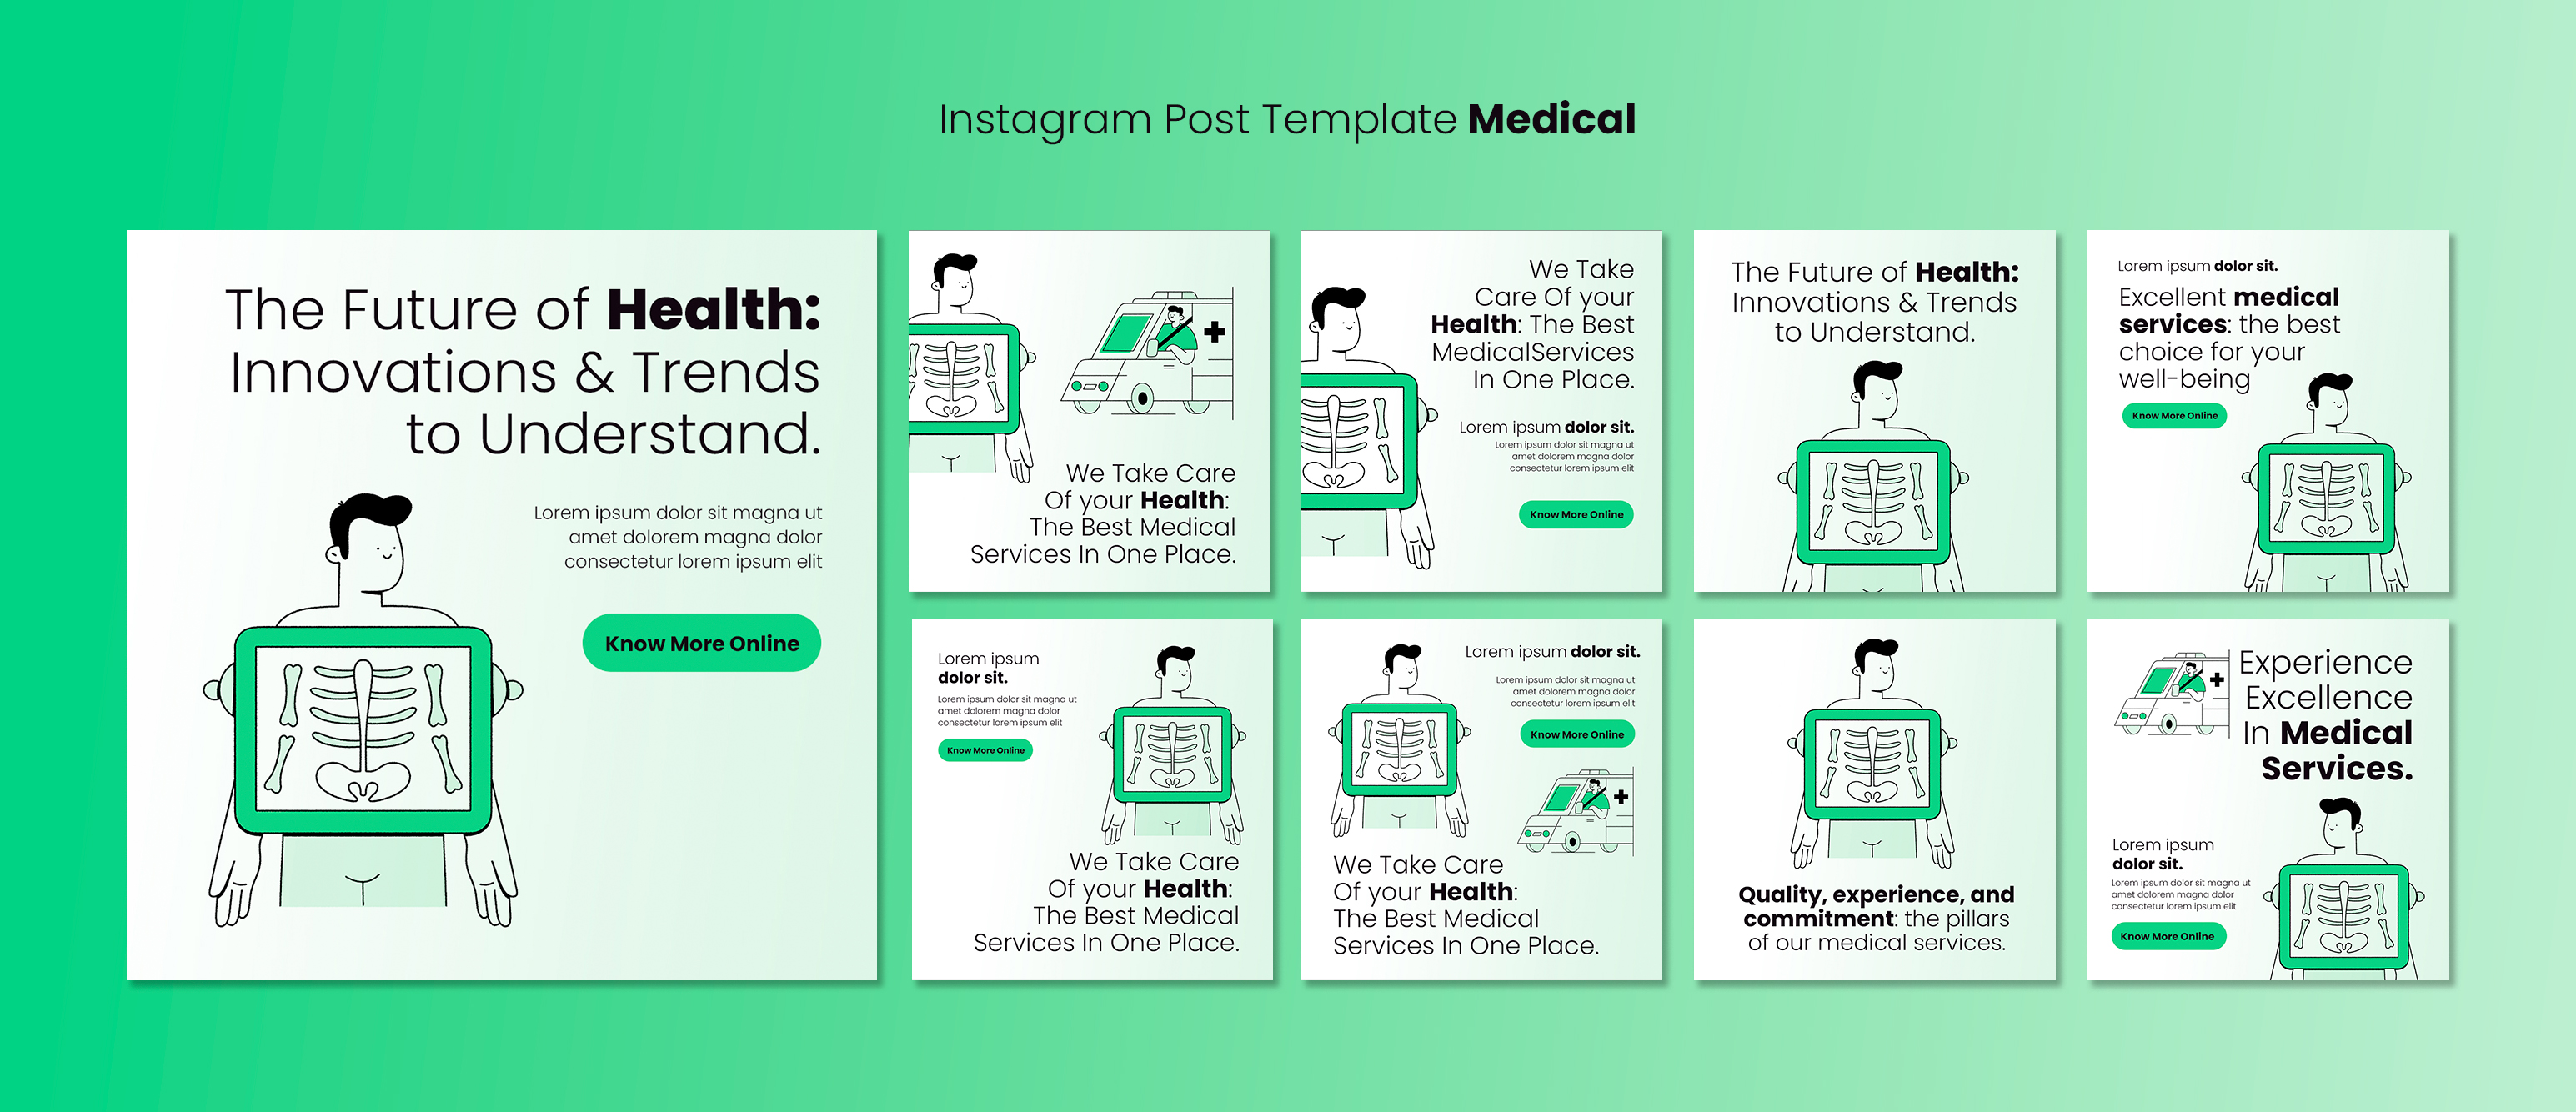 Instagram Post Template Medical
The Future of Health:
Innovations & Trends
to Understand.
Lorem ipsum dolor sit magna ut
amet dolorem magna dolor
consectetur lorem ipsum elit
Know More Online
We Take Care
Of your Health:
The Best Medical
Services In One Place.
We Take
Care Of your
Health: The Best
MedicalServices
In One Place.
Lorem ipsum dolor sit.
Lorem ipsum dolor sit magna ut
amet dolorem magna dolor
consectetur lorem ipsum elit
Know More Online
The Future of Health:
Innovations & Trends
to Understand.
Lorem ipsum dolor sit.
Excellent medical
services: the best
choice for your
well-being
Know More Online
Lorem ipsum
dolor sit.
Lorem ipsum dolor sit magna ut
amet dolorem magna dolor
consectetur lorem ipsum elit
Know More Online
We Take Care
Of your Health:
The Best Medical
Services In One Place.
Lorem ipsum dolor sit.
Lorem ipsum dolor sit magna ut
amet dolorem magna dolor
consectetur lorem ipsum elit
Know More Online
We Take Care
Of your Health:
The Best Medical
Services In One Place.
Quality, experience, and
commitment: the pillars
of our medical services.
Experience
Excellence
In Medical
Services.
Lorem ipsum
dolor sit.
Lorem ipsum dolor sit magna ut
amet dolorem magna dolor
consectetur lorem ipsum elit
Know More Online